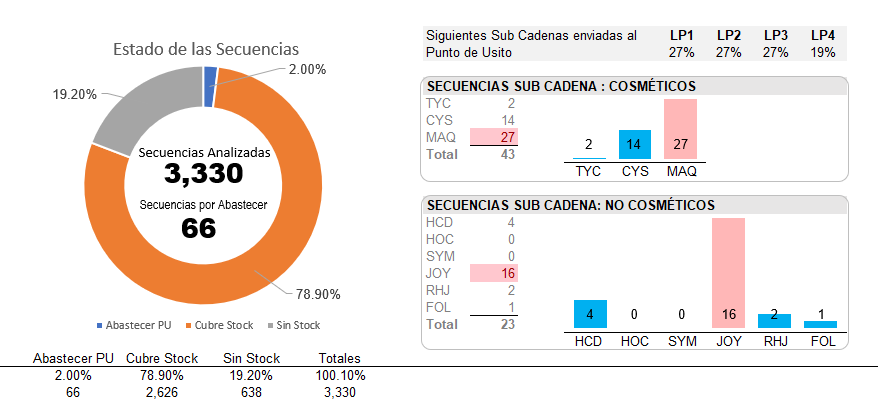 Estado de las Secuencias
2.00%
19.20%
78.90%
Secuencias Analizadas
3,330
Secuencias por Abastecer
66
Abastecer PU Cubre Stock Sin Stock
Abastecer PU Cubre Stock Sin Stock Totales
2.00% 78.90% 19.20% 100.10%
66 2,626 638 3,330
Siguientes Sub Cadenas enviadas al LP1 LP2 LP3 LP4
Punto de Usito 27% 27% 27% 19%
SECUENCIAS SUB CADENA : COSMÉTICOS
TYC 2
CYS 14
MAQ 27
Total 43
2 14 27
TYC CYS MAQ
SECUENCIAS SUB CADENA: NO COSMÉTICOS
HCD 4
HOC 0
SYM 0
JOY 16
RHJ 2
FOL 1
Total 23
4 0 0 16 2 1
HCD HOC SYM JOY RHJ FOL